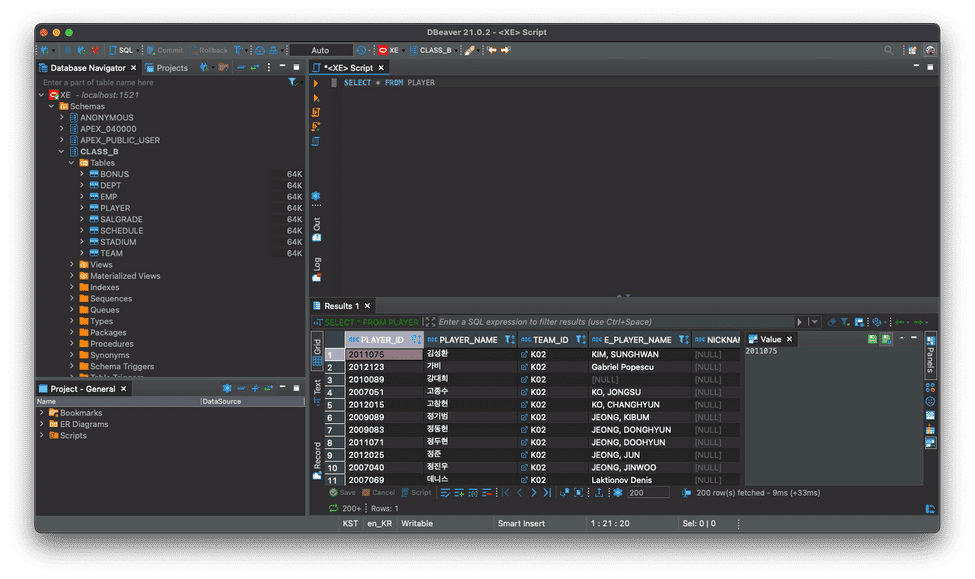 DBeaver 21.0.2 - <XE> Script
SQL Commit Rollback T Auto XE CLASS_B
Database Navigator Projects
Enter a part of table name here
XE - localhost:1521
Schemas
ANONYMOUS
APEX_040000
APEX_PUBLIC_USER
CLASS_B
Tables
BONUS 64K
DEPT 64K
EMP 64K
PLAYER 64K
SALGRADE 64K
SCHEDULE 64K
STADIUM 64K
TEAM 64K
Views
Materialized Views
Indexes
Sequences
Queues
Types
Packages
Procedures
Synonyms
Schema Triggers
Table Triggers
Project - General
Name DataSource
Bookmarks
ER Diagrams
Scripts
*<XE> Script
SELECT * FROM PLAYER
Out
Log
Results 1
SELECT * FROM PLAYER Enter a SQL expression to filter results (use Ctrl+Space)
Grid
Text
Record
PLAYER_ID PLAYER_NAME TEAM_ID E_PLAYER_NAME NICKNAM
1 2011075 김성환 K02 KIM, SUNGHWAN [NULL]
2 2012123 가비 K02 Gabriel Popescu [NULL]
3 2010089 강대희 K02 [NULL] [NULL]
4 2007051 고종수 K02 KO, JONGSU [NULL]
5 2012015 고창현 K02 KO, CHANGHYUN [NULL]
6 2009089 정기범 K02 JEONG, KIBUM [NULL]
7 2009083 정동현 K02 JEONG, DONGHYUN [NULL]
8 2011071 정두현 K02 JEONG, DOOHYUN [NULL]
9 2012025 정준 K02 JEONG, JUN [NULL]
10 2007040 정진우 K02 JEONG, JINWOO [NULL]
11 2007069 데니스 K02 Laktionov Denis [NULL]
Value
2011075
Panels
Save Cancel Script 200 200 row(s) fetched - 9ms (+33ms)
200+ Rows: 1
KST en_KR Writable Smart Insert 1 : 21 : 20 Sel: 0 | 0